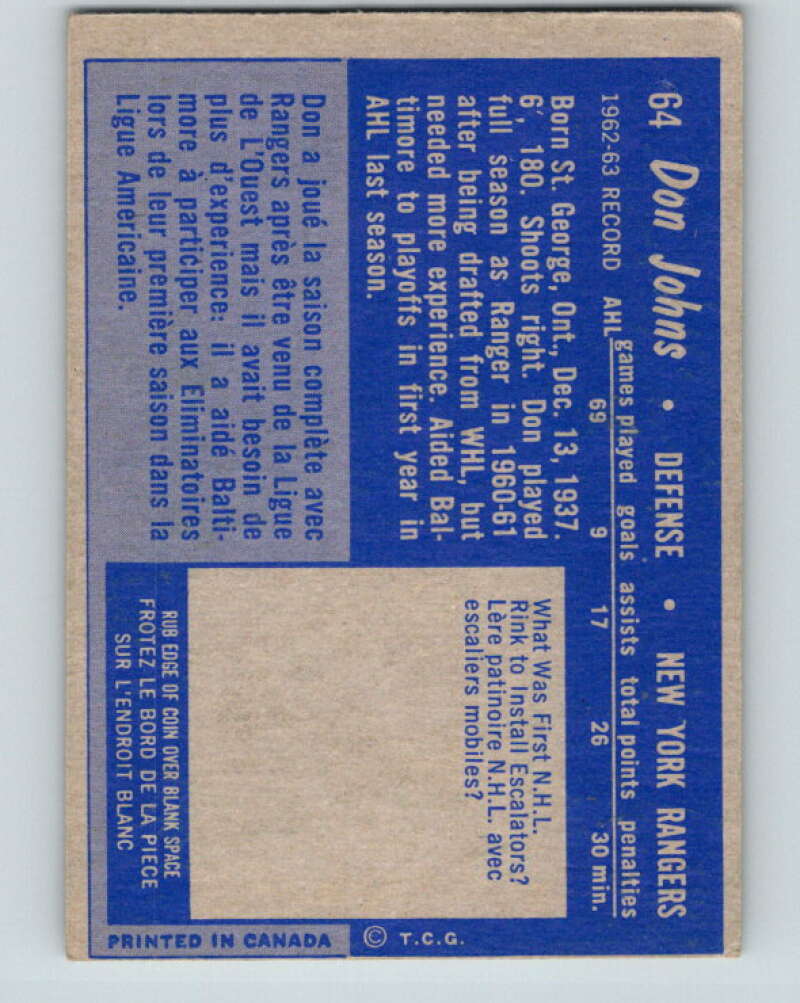 64 Don Johns • DEFENSE • NEW YORK RANGERS
games played goals assists total points penalties
1962-63 RECORD AHL 69 9 17 26 30 min.
Born St. George, Ont., Dec. 13, 1937.
6', 180. Shoots right. Don played
full season as Ranger in 1960-61
after being drafted from WHL, but
needed more experience. Aided Bal-
timore to playoffs in first year in
AHL last season.
Don a joué la saison complète avec
Rangers après être venu de la Ligue
de L'Ouest mais il avait besoin de
plus d'experience: il a aidé Balti-
more à participer aux Eliminatoires
lors de leur première saison dans la
Ligue Americaine.
What Was First N.H.L.
Rink to Install Escalators?
Lère patinoire N.H.L. avec
escaliers mobiles?
RUB EDGE OF COIN OVER BLANK SPACE
FROTEZ LE BORD DE LA PIECE
SUR L'ENDROIT BLANC
PRINTED IN CANADA © T.C.G.